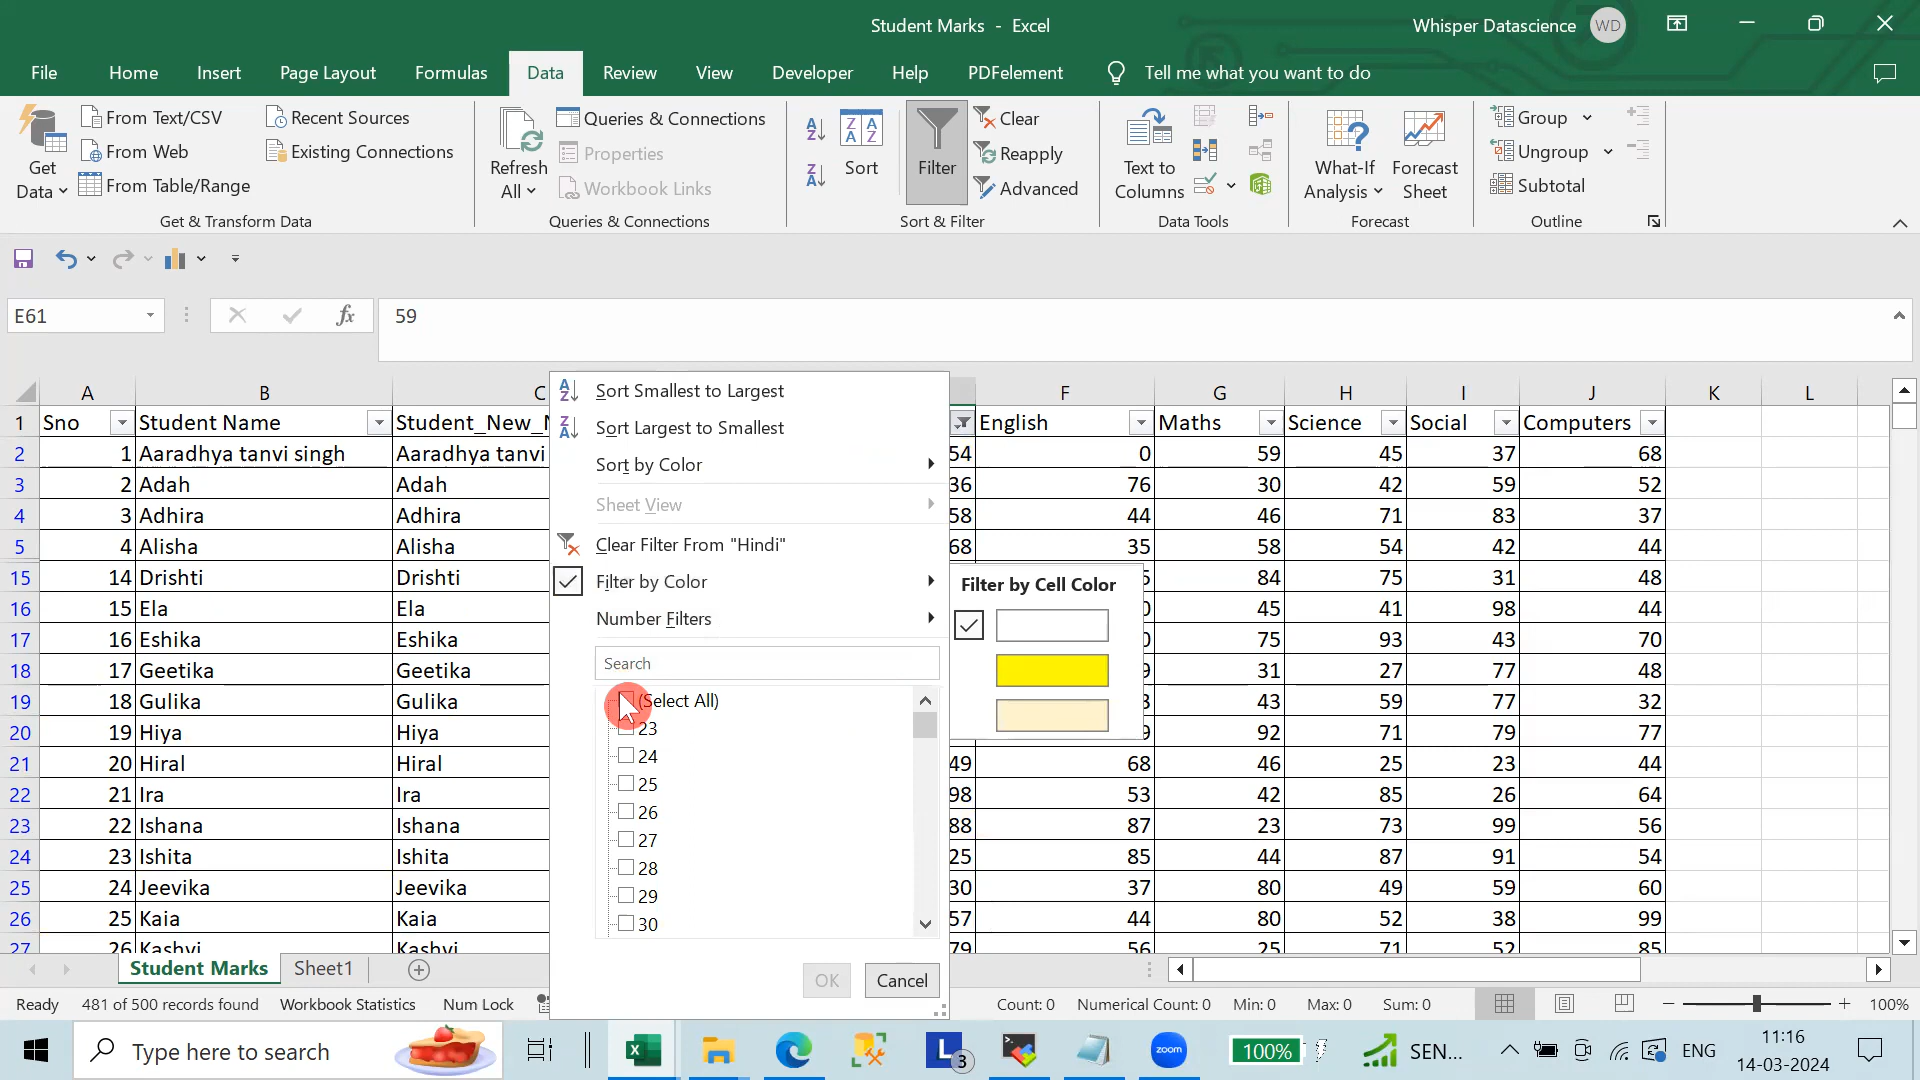 Student Marks - Excel
Whisper Datascience WD
File Home Insert Page Layout Formulas Data Review View Developer Help PDFelement Tell me what you want to do
Get Data
From Text/CSV
From Web
From Table/Range
Recent Sources
Existing Connections
Get & Transform Data
Refresh All
Queries & Connections
Properties
Workbook Links
Queries & Connections
Sort
Filter
Clear
Reapply
Advanced
Sort & Filter
Text to Columns
Data Tools
What-If Analysis
Forecast Sheet
Forecast
Group
Ungroup
Subtotal
Outline
E61 fx 59
A B C F G H I J K L
1 Sno Student Name Student_New_N English Maths Science Social Computers
2 1 Aaradhya tanvi singh Aaradhya tanvi 54 0 59 45 37 68
3 2 Adah Adah 36 76 30 42 59 52
4 3 Adhira Adhira 58 44 46 71 83 37
5 4 Alisha Alisha 68 35 58 54 42 44
15 14 Drishti Drishti 84 75 31 48
16 15 Ela Ela 45 41 98 44
17 16 Eshika Eshika 75 93 43 70
18 17 Geetika Geetika 31 27 77 48
19 18 Gulika Gulika 43 59 77 32
20 19 Hiya Hiya 92 71 79 77
21 20 Hiral Hiral 49 68 46 25 23 44
22 21 Ira Ira 98 53 42 85 26 64
23 22 Ishana Ishana 88 87 23 73 99 56
24 23 Ishita Ishita 25 85 44 87 91 54
25 24 Jeevika Jeevika 30 37 80 49 59 60
26 25 Kaia Kaia 57 44 80 52 38 99
27 26 Kashvi Kashvi 79 56 25 71 52 85
Sort Smallest to Largest
Sort Largest to Smallest
Sort by Color
Sheet View
Clear Filter From "Hindi"
Filter by Color
Number Filters
Search
(Select All)
23
24
25
26
27
28
29
30
OK Cancel
Filter by Cell Color
Student Marks Sheet1
Ready 481 of 500 records found Workbook Statistics Num Lock Count: 0 Numerical Count: 0 Min: 0 Max: 0 Sum: 0 100%
Type here to search L 3 zoom 100% SEN... ENG 11:16
14-03-2024